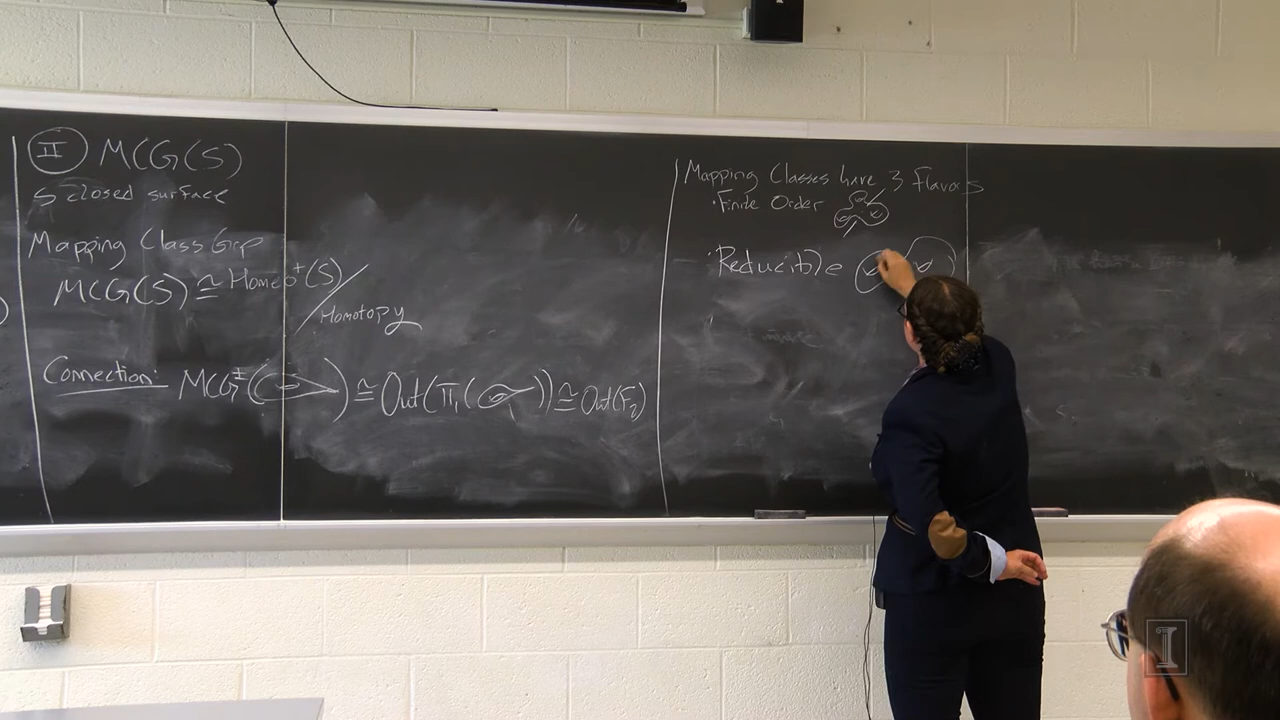 II MCG(S)
S closed surface
Mapping Class Grp
MCG(S) ≅ Homeo⁺(S) / Homotopy
Connection: MCG±( ) ≅ Out(π₁( )) ≅ Out(F₂)
Mapping Classes have 3 Flavors
· Finite Order
· Reducible
I